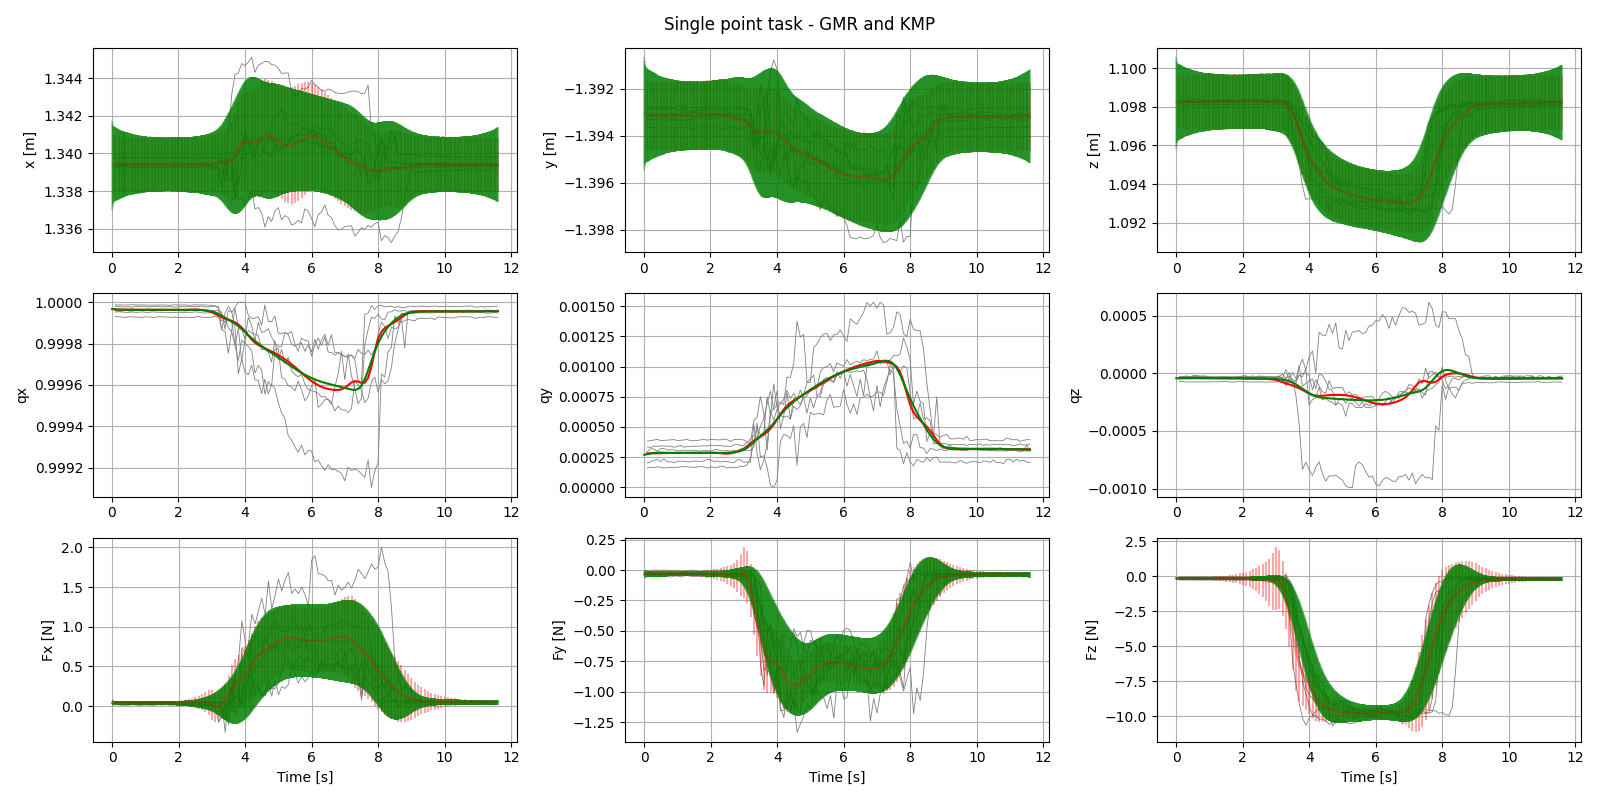 Single point task - GMR and KMP
1.344
1.342
1.340
1.338
1.336
x [m]
0 2 4 6 8 10 12
−1.392
−1.394
−1.396
−1.398
y [m]
0 2 4 6 8 10 12
1.100
1.098
1.096
1.094
1.092
z [m]
0 2 4 6 8 10 12
1.0000
0.9998
0.9996
0.9994
0.9992
qx
0 2 4 6 8 10 12
0.00150
0.00125
0.00100
0.00075
0.00050
0.00025
0.00000
qy
0 2 4 6 8 10 12
0.0005
0.0000
−0.0005
−0.0010
qz
0 2 4 6 8 10 12
2.0
1.5
1.0
0.5
0.0
Fx [N]
0 2 4 6 8 10 12
Time [s]
0.25
0.00
−0.25
−0.50
−0.75
−1.00
−1.25
Fy [N]
0 2 4 6 8 10 12
Time [s]
2.5
0.0
−2.5
−5.0
−7.5
−10.0
Fz [N]
0 2 4 6 8 10 12
Time [s]